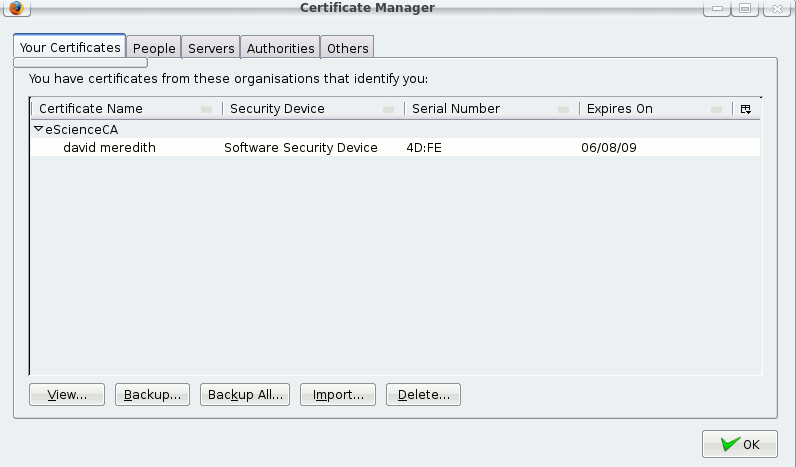 Certificate Manager
Your Certificates People Servers Authorities Others
You have certificates from these organisations that identify you:
Certificate Name Security Device Serial Number Expires On
eScienceCA
david meredith Software Security Device 4D:FE 06/08/09
View... Backup... Backup All... Import... Delete...
OK